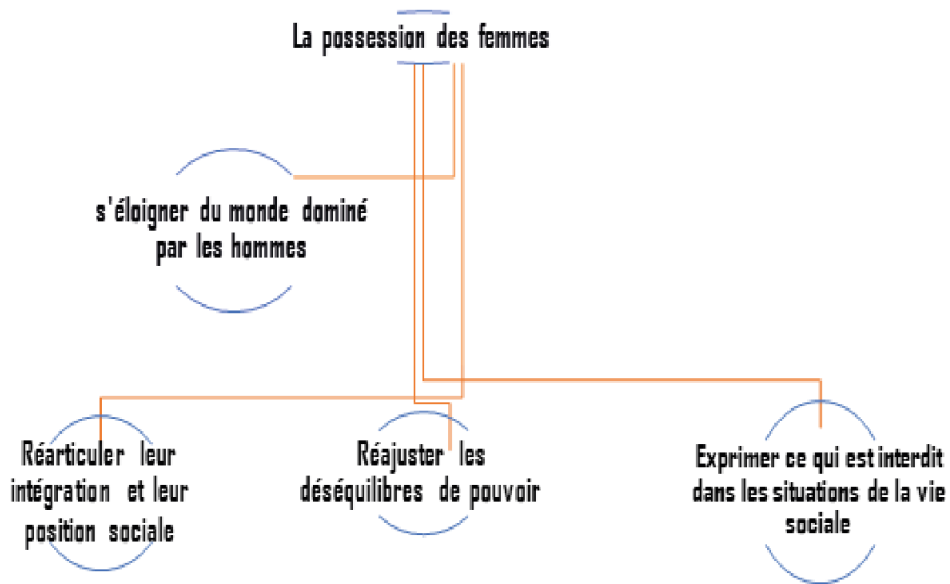 La possession des femmes
s'éloigner du monde dominé
par les hommes
Réarticuler leur
intégration et leur
position sociale
Réajuster les
déséquilibres de pouvoir
Exprimer ce qui est interdit
dans les situations de la vie
sociale